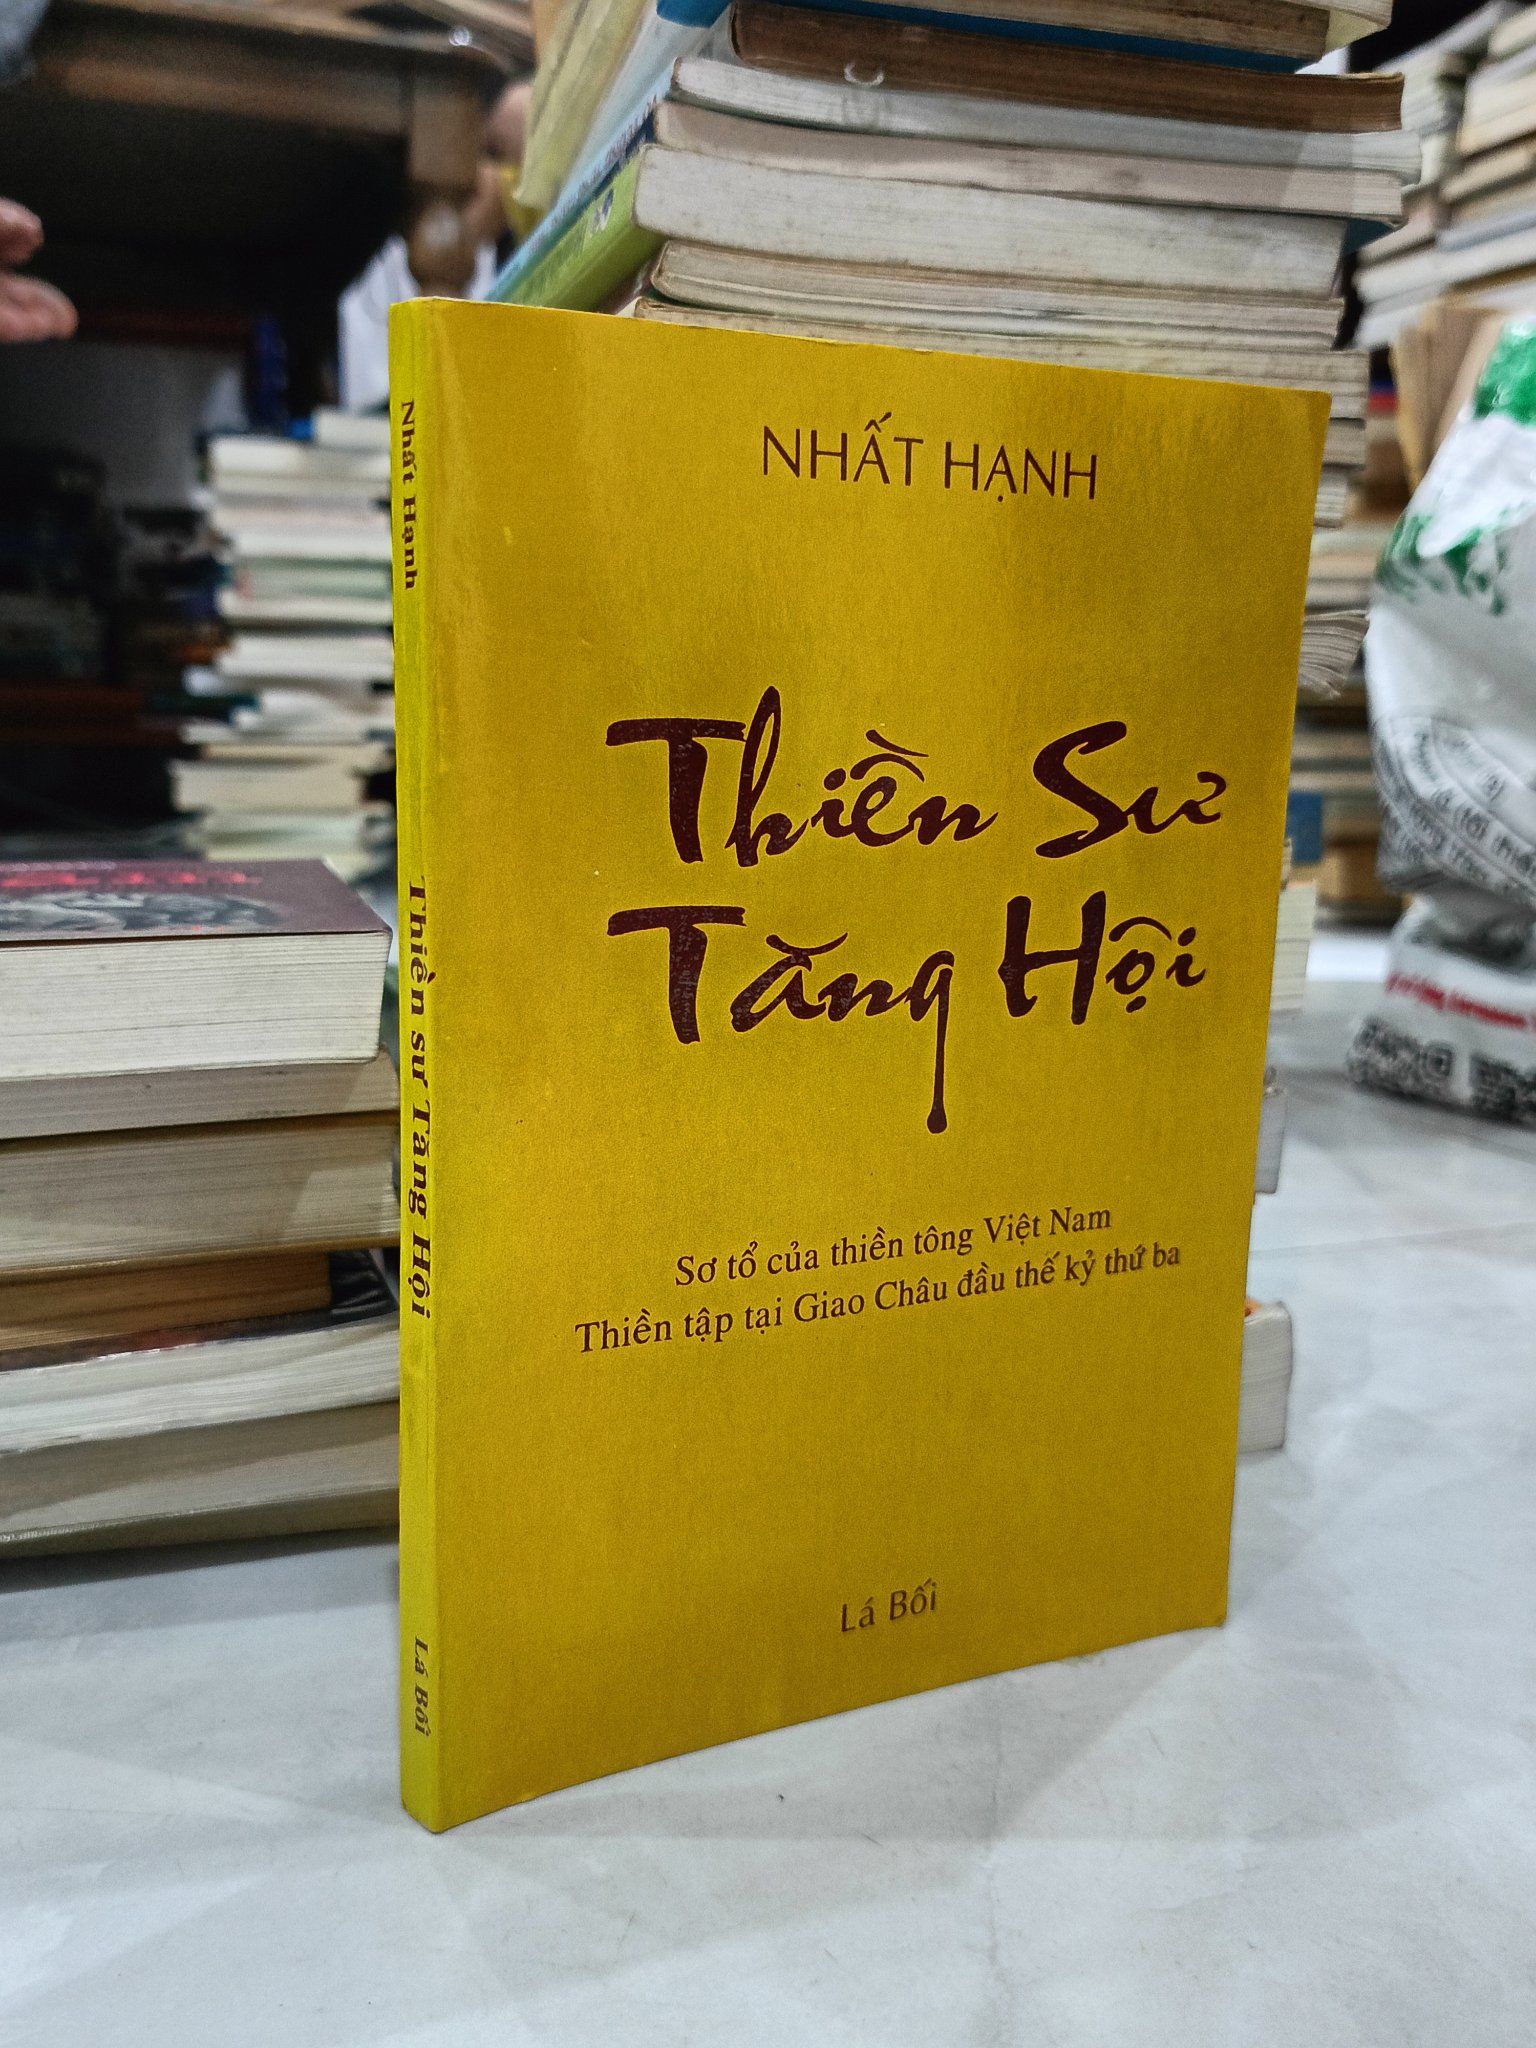 NHẤT HẠNH
Thiền Sư
Tăng Hội
Sơ tổ của thiền tông Việt Nam
Thiền tập tại Giao Châu đầu thế kỷ thứ ba
Lá Bối
Nhất Hạnh
Thiền sư Tăng Hội
Lá Bối